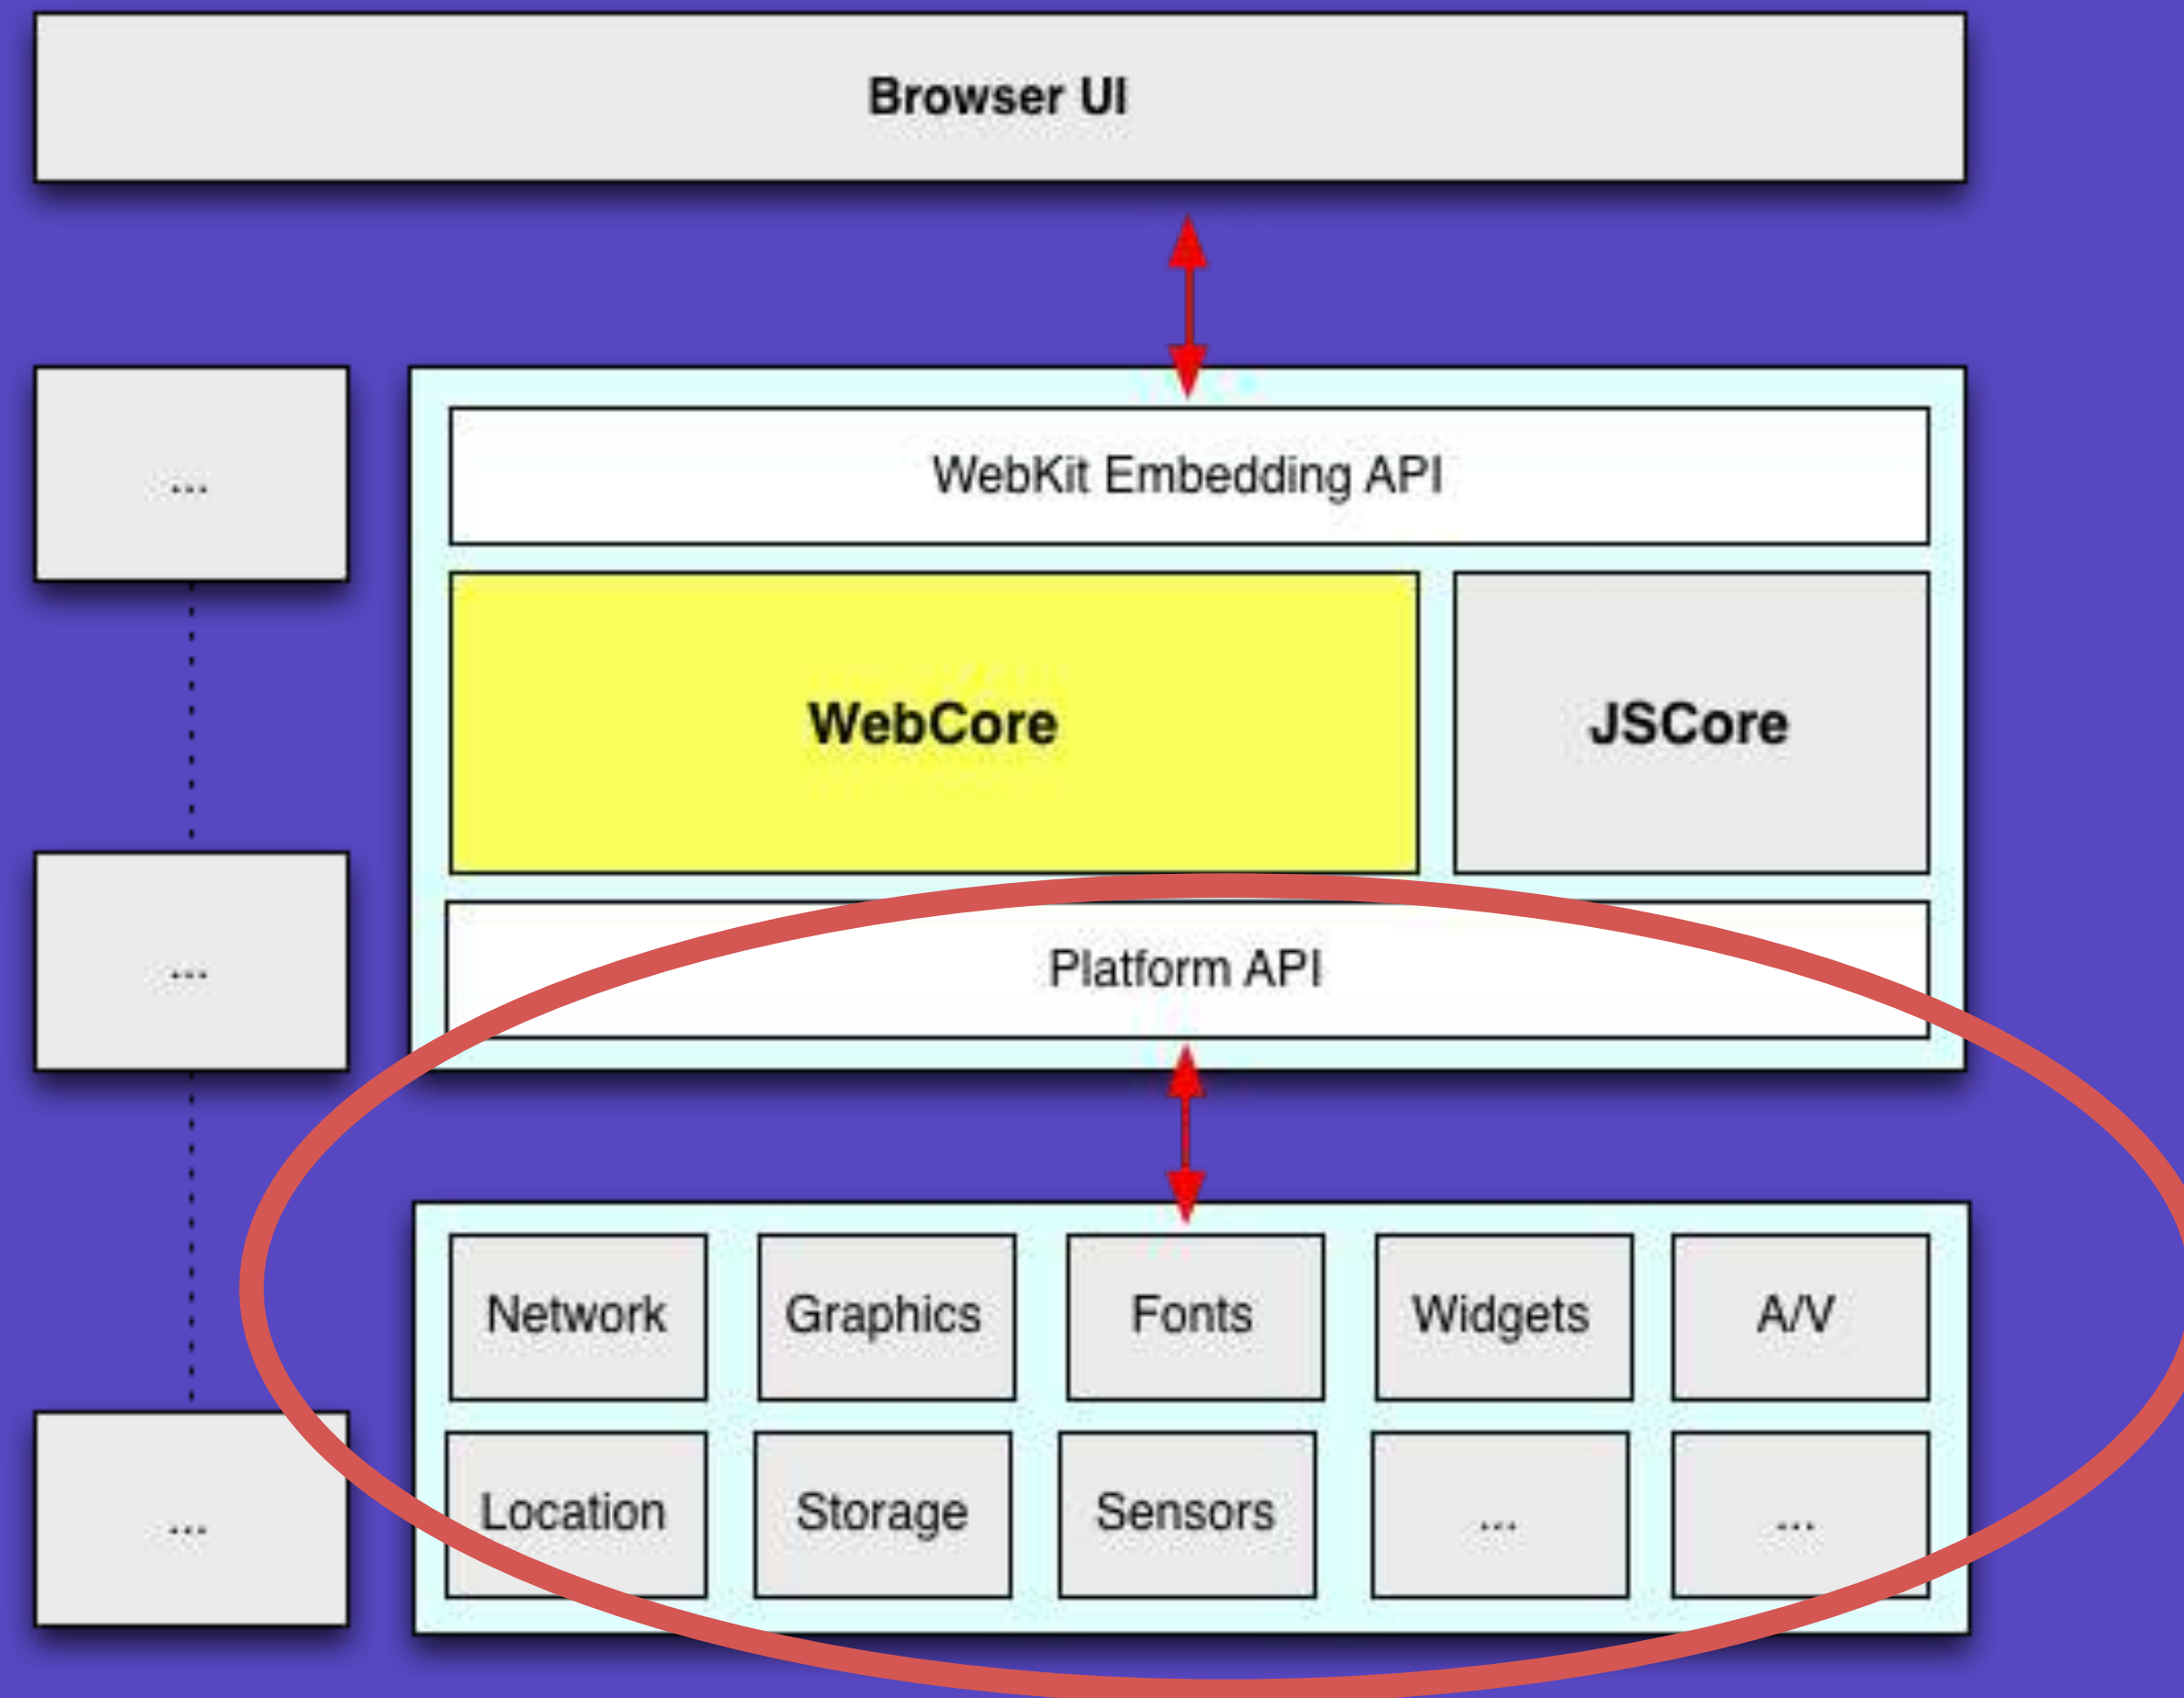 Browser UI
...
WebKit Embedding API
WebCore
JSCore
...
Platform API
Network
Graphics
Fonts
Widgets
A/V
...
Location
Storage
Sensors
...
...